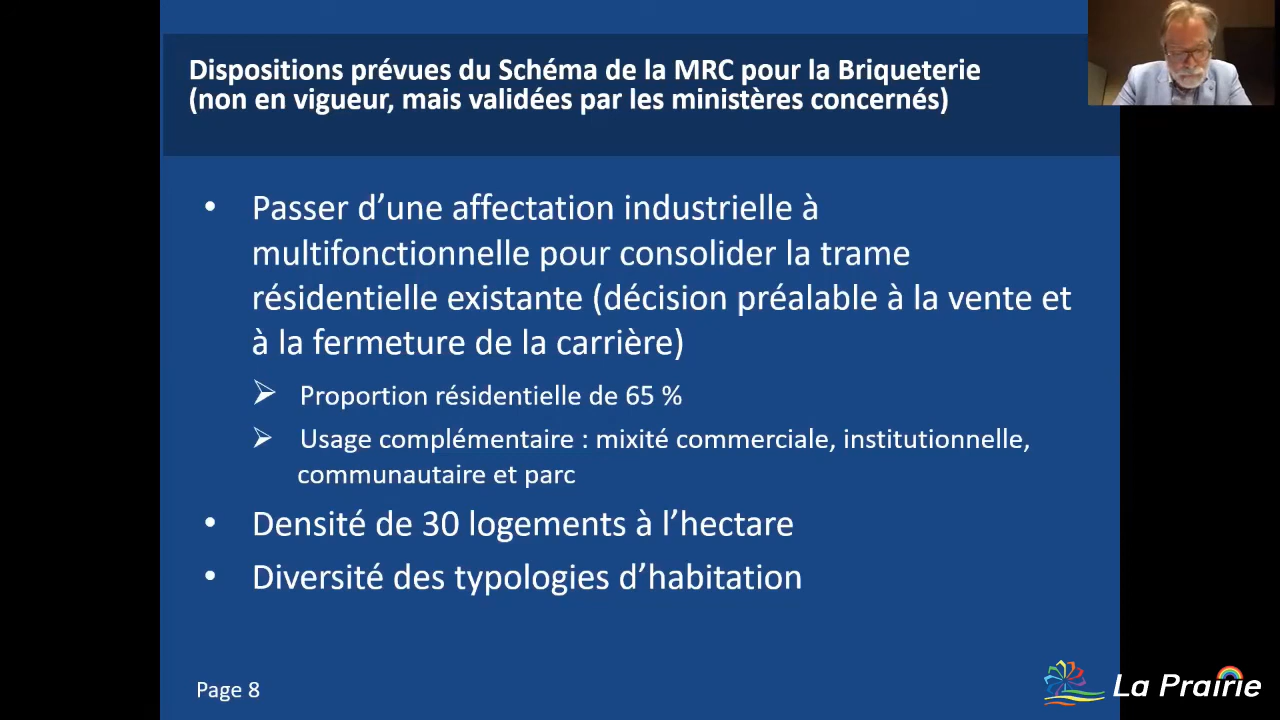 Dispositions prévues du Schéma de la MRC pour la Briqueterie
(non en vigueur, mais validées par les ministères concernés)
• Passer d’une affectation industrielle à
multifonctionnelle pour consolider la trame
résidentielle existante (décision préalable à la vente et
à la fermeture de la carrière)
➢ Proportion résidentielle de 65 %
➢ Usage complémentaire : mixité commerciale, institutionnelle,
communautaire et parc
• Densité de 30 logements à l’hectare
• Diversité des typologies d’habitation
Page 8
La Prairie